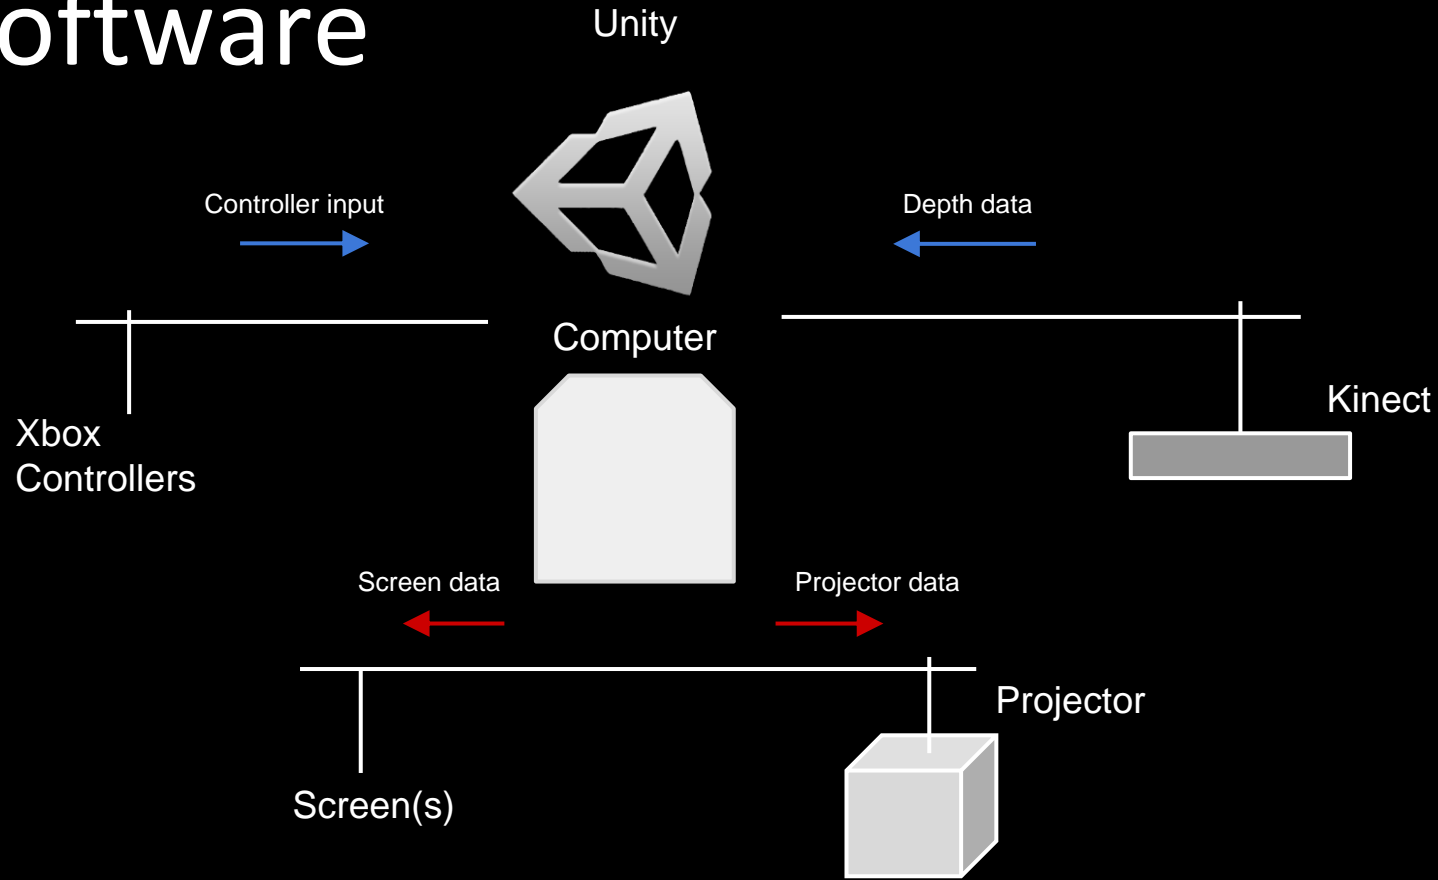 oftware
Unity
Controller input
Depth data
Computer
Kinect
Xbox
Controllers
Screen data
Projector data
Projector
Screen(s)